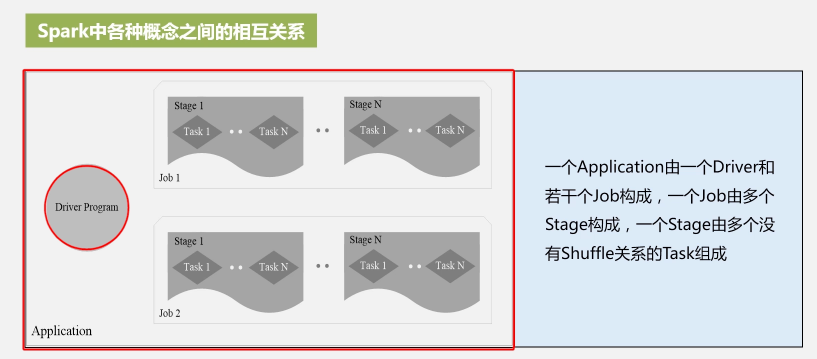 Spark中各种概念之间的相互关系
Stage 1
Task 1
Task N
Stage N
Task 1
Task N
Job 1
Driver Program
Stage 1
Task 1
Task N
Stage N
Task 1
Task N
Job 2
Application
一个Application由一个Driver和
若干个Job构成，一个Job由多个
Stage构成，一个Stage由多个没
有Shuffle关系的Task组成